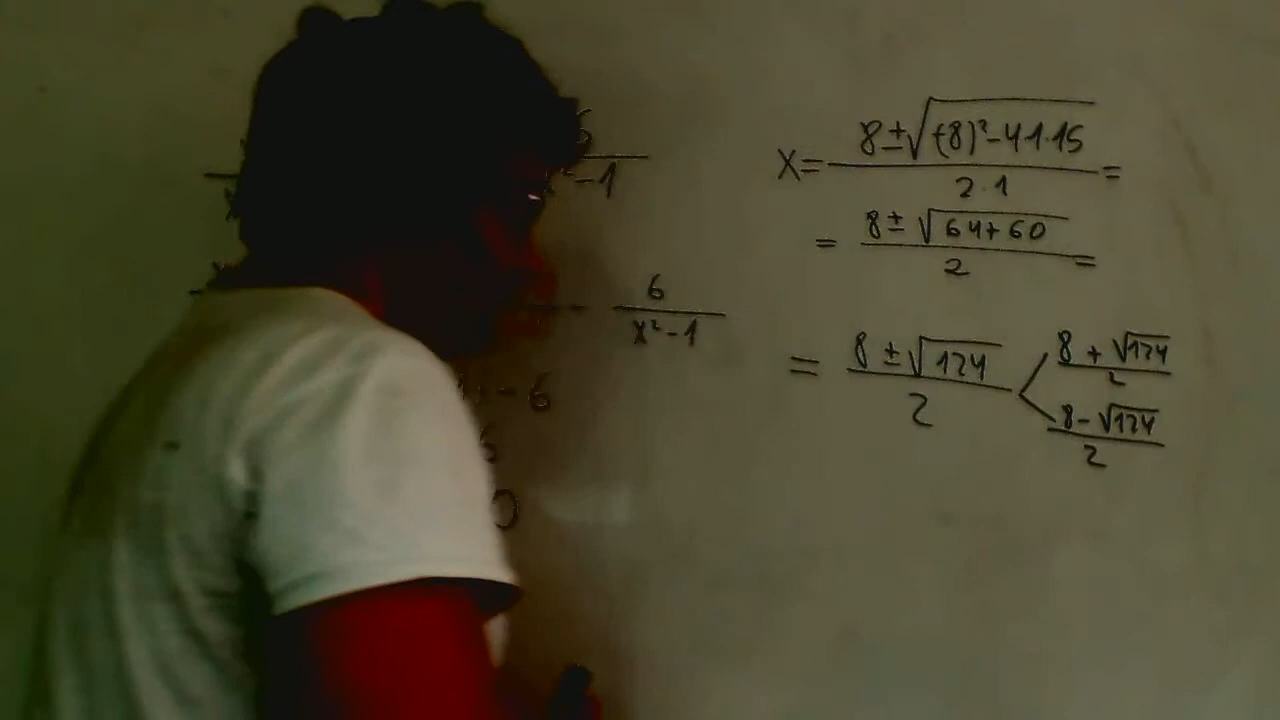 x²-1
- 6/(x²-1)
- 6
0
X= (8±√((-8)²-4·1·15))/(2·1) =
= (8±√(64+60))/2 =
= (8±√124)/2 < (8+√124)/2
(8-√124)/2